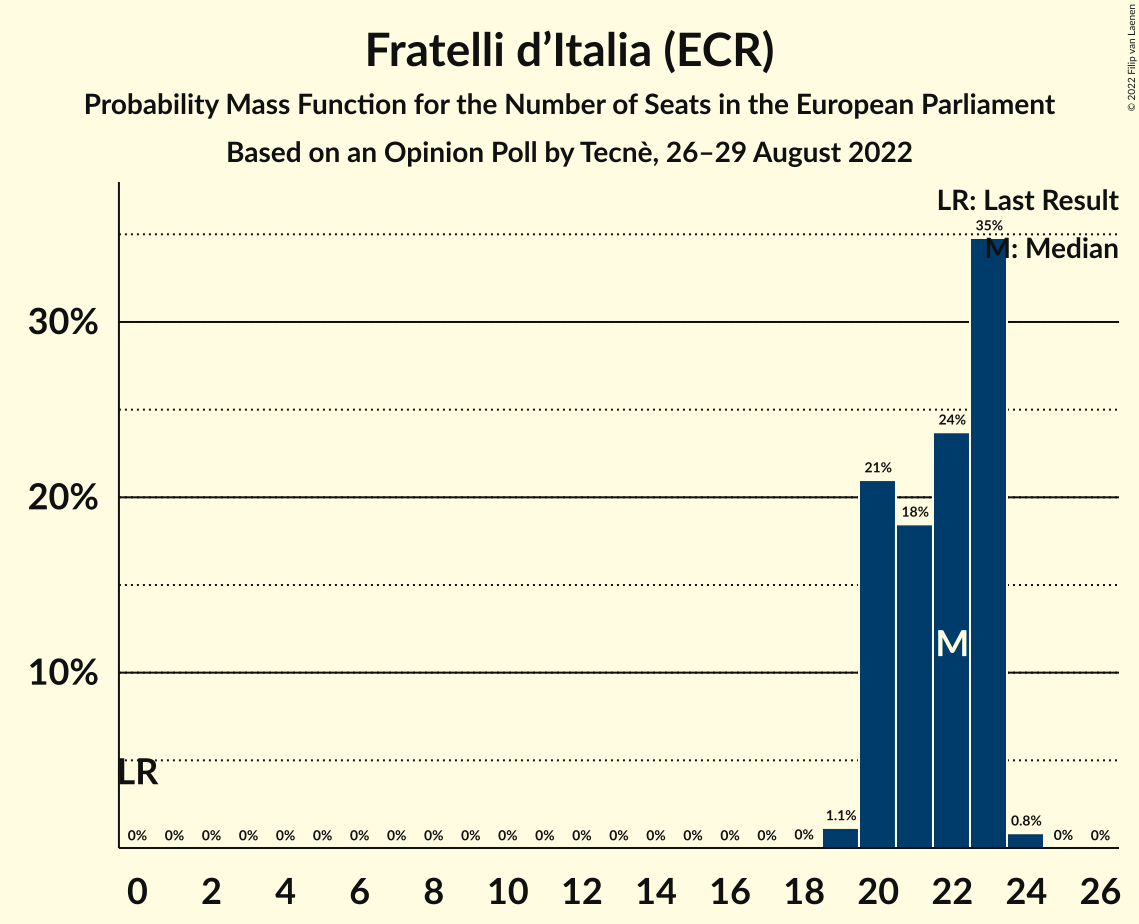 Fratelli d’Italia (ECR)
Probability Mass Function for the Number of Seats in the European Parliament
Based on an Opinion Poll by Tecnè, 26–29 August 2022
© 2022 Filip van Laenen
LR: Last Result
M: Median
30%
20%
10%
35%
24%
21%
18%
M
LR
0% 0% 0% 0% 0% 0% 0% 0% 0% 0% 0% 0% 0% 0% 0% 0% 0% 0% 0% 1.1% 0.8% 0% 0%
0 2 4 6 8 10 12 14 16 18 20 22 24 26